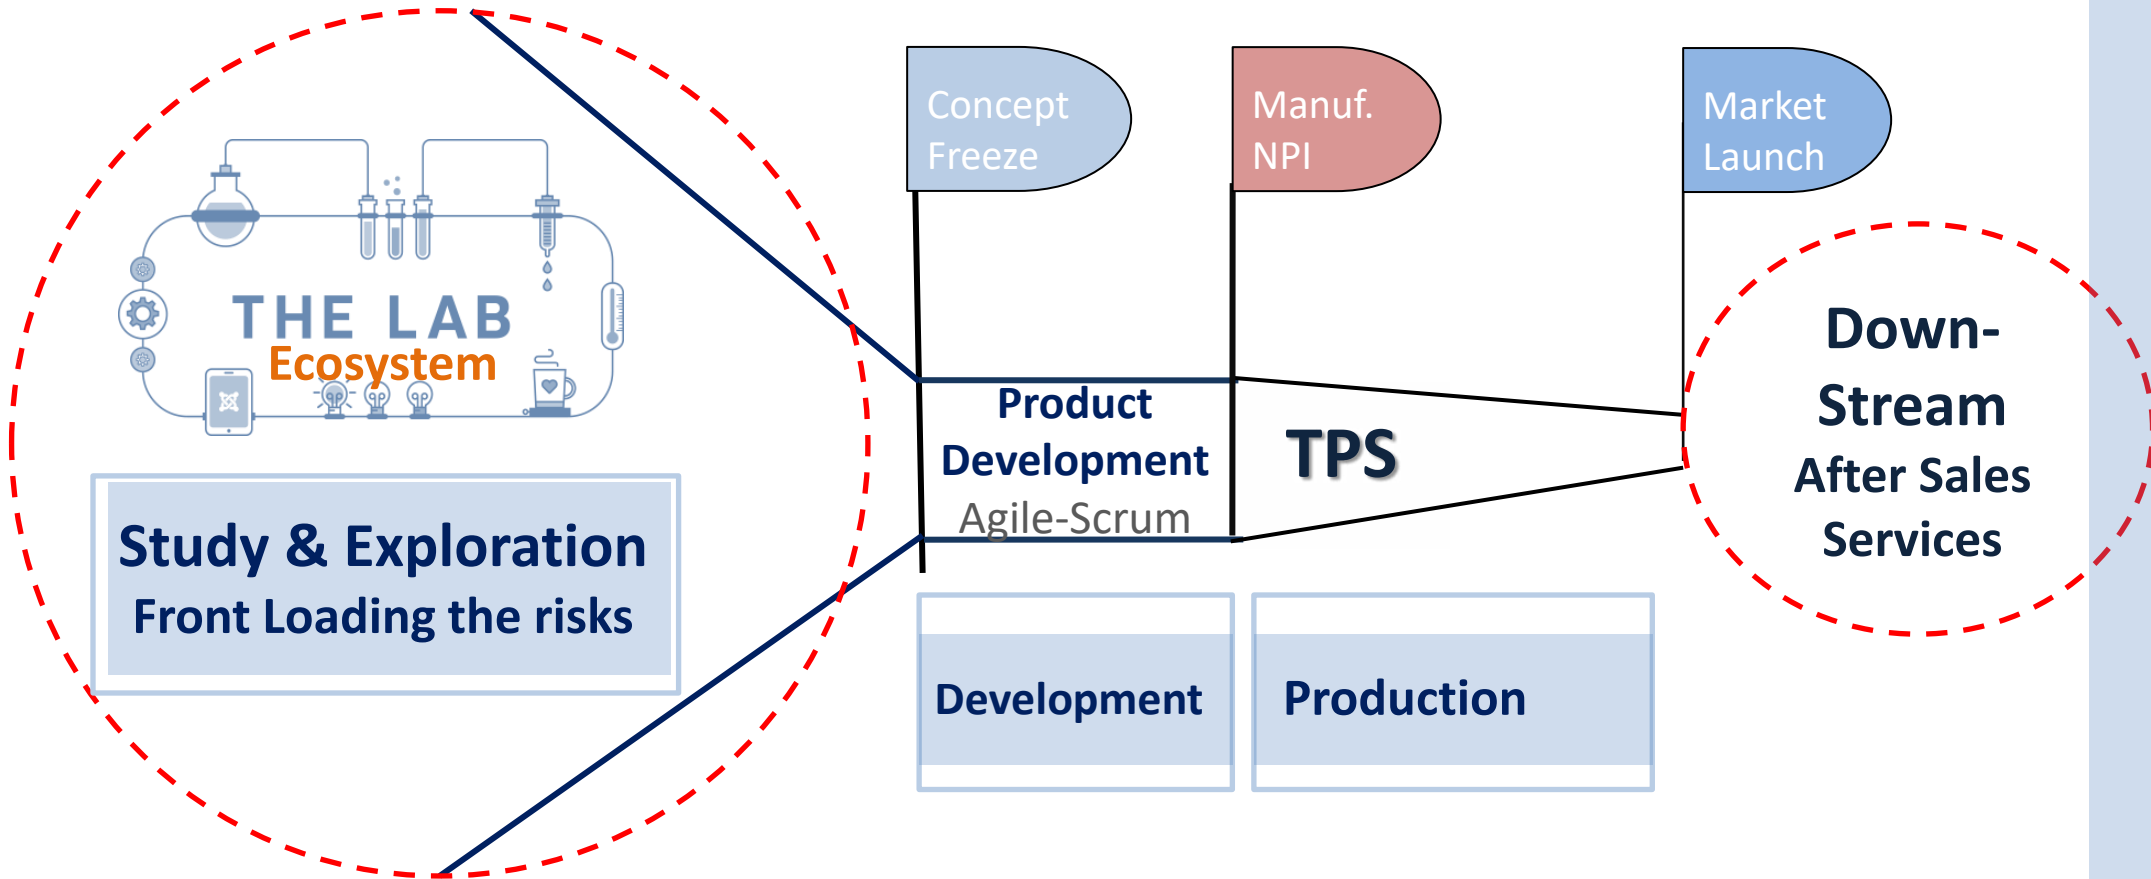 THE LAB
Ecosystem
Study & Exploration
Front Loading the risks
Concept
Freeze
Manuf.
NPI
Market
Launch
Product
Development
Agile-Scrum
TPS
Down-
Stream
After Sales
Services
Development
Production